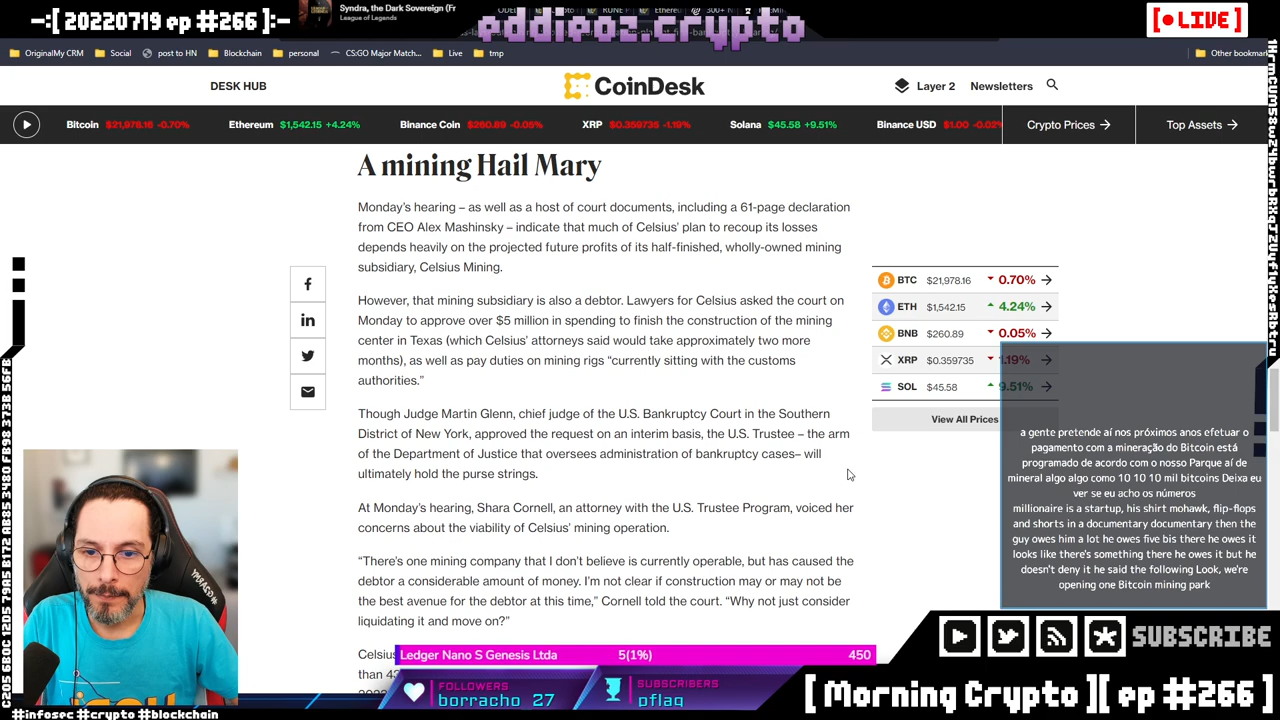 -:[ 20220719 ep #266]:-
Syndra, the Dark Sovereign (Fr
League of Legends
eddieoz.crypto
[ LIVE ]
OriginalMy CRM
Social
post to HN
Blockchain
personal
CS:GO Major Match...
Live
tmp
Other bookmar
DESK HUB
CoinDesk
Layer 2
Newsletters
Bitcoin $21,978.16 -0.70%
Ethereum $1,542.15 +4.24%
Binance Coin $260.89 -0.05%
XRP $0.359735 -1.19%
Solana $45.58 +9.51%
Binance USD $1.00 -0.02%
Crypto Prices
Top Assets
A mining Hail Mary
Monday's hearing – as well as a host of court documents, including a 61-page declaration
from CEO Alex Mashinsky – indicate that much of Celsius' plan to recoup its losses
depends heavily on the projected future profits of its half-finished, wholly-owned mining
subsidiary, Celsius Mining.
However, that mining subsidiary is also a debtor. Lawyers for Celsius asked the court on
Monday to approve over $5 million in spending to finish the construction of the mining
center in Texas (which Celsius' attorneys said would take approximately two more
months), as well as pay duties on mining rigs “currently sitting with the customs
authorities.”
Though Judge Martin Glenn, chief judge of the U.S. Bankruptcy Court in the Southern
District of New York, approved the request on an interim basis, the U.S. Trustee – the arm
of the Department of Justice that oversees administration of bankruptcy cases– will
ultimately hold the purse strings.
At Monday's hearing, Shara Cornell, an attorney with the U.S. Trustee Program, voiced her
concerns about the viability of Celsius' mining operation.
“There's one mining company that I don't believe is currently operable, but has caused the
debtor a considerable amount of money. I'm not clear if construction may or may not be
the best avenue for the debtor at this time,” Cornell told the court. “Why not just consider
liquidating it and move on?”
Celsius
BTC $21,978.16 0.70%
ETH $1,542.15 4.24%
BNB $260.89 0.05%
XRP $0.359735 1.19%
SOL $45.58 9.51%
View All Prices
a gente pretende aí nos próximos anos efetuar o
pagamento com a mineração do Bitcoin está
programado de acordo com o nosso Parque aí de
mineral algo algo como 10 10 10 mil bitcoins Deixa eu
ver se eu acho os números
millionaire is a startup, his shirt mohawk, flip-flops
and shorts in a documentary documentary then the
guy owes him a lot he owes five bis there he owes it
looks like there's something there he owes it but he
doesn't deny it he said the following Look, we're
opening one Bitcoin mining park
Ledger Nano S Genesis Ltda 5(1%) 450
FOLLOWERS
borracho_27
SUBSCRIBERS
pflag
SUBSCRIBE
[ Morning Crypto ][ ep #266 ]
#infosec #crypto #blockchain